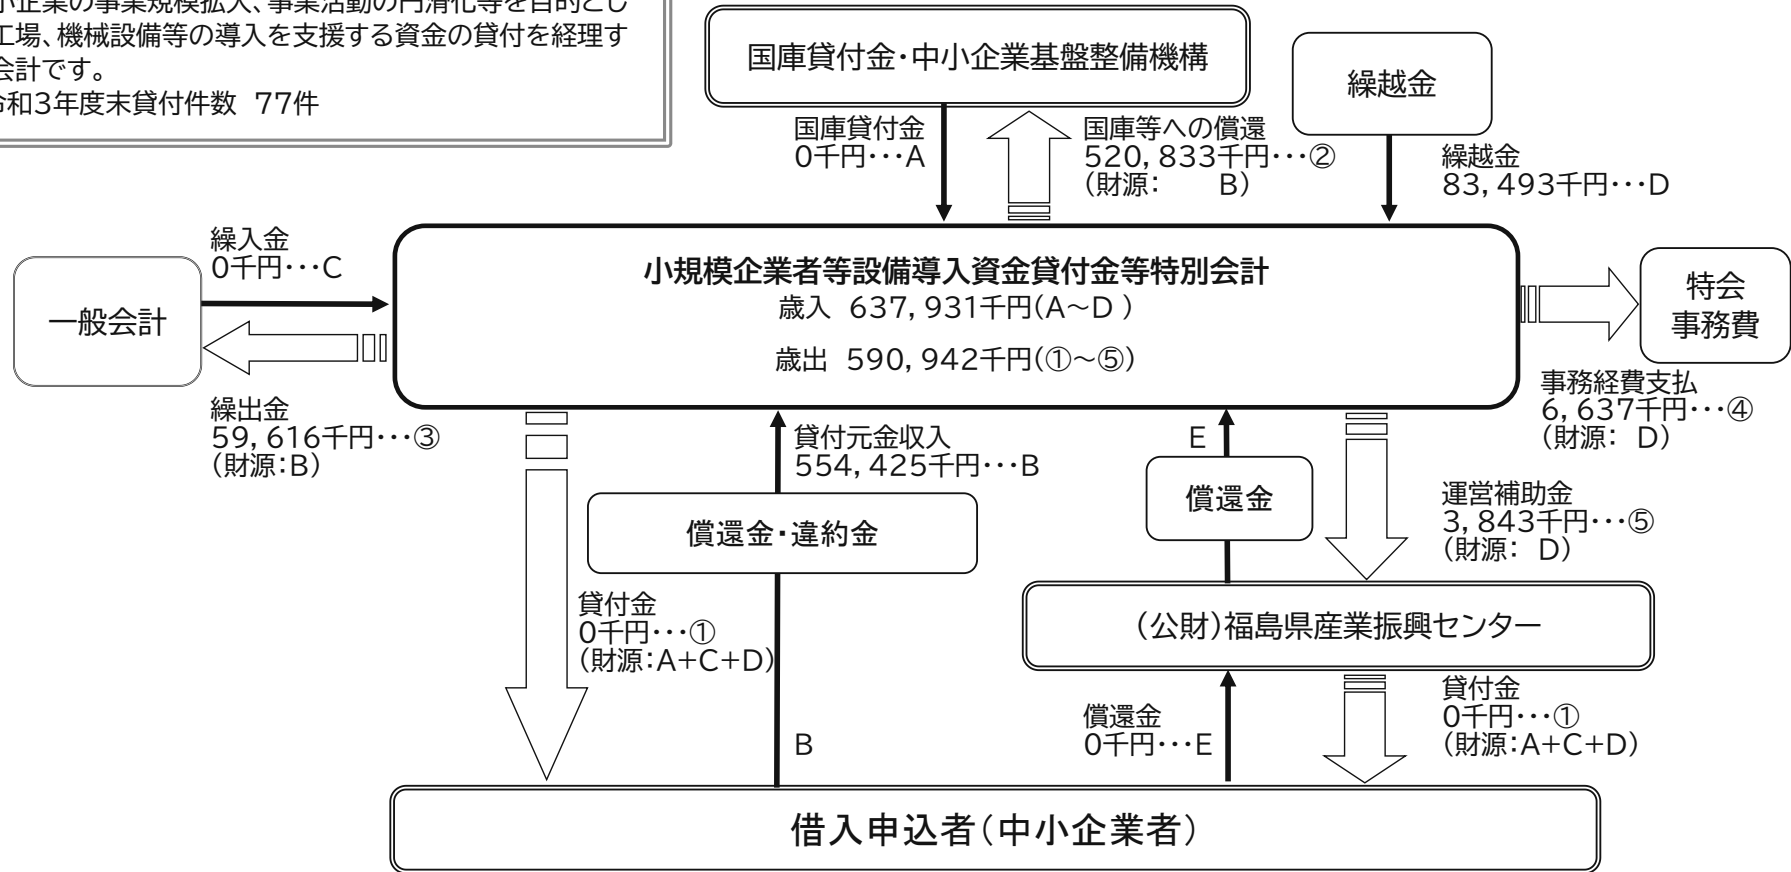 小企業の事業規模拡大、事業活動の円滑化等を目的とし
工場、機械設備等の導入を支援する資金の貸付を経理す
会計です。
令和3年度末貸付件数 77件
国庫貸付金・中小企業基盤整備機構
繰越金
国庫貸付金
0千円・・・A
国庫等への償還
520,833千円・・・②
(財源: B)
繰越金
83,493千円・・・D
繰入金
0千円・・・C
一般会計
小規模企業者等設備導入資金貸付金等特別会計
歳入 637,931千円(A~D )
歳出 590,942千円(①~⑤)
特会
事務費
繰出金
59,616千円・・・③
(財源:B)
事務経費支払
6,637千円・・・④
(財源: D)
貸付元金収入
554,425千円・・・B
E
償還金・違約金
償還金
運営補助金
3,843千円・・・⑤
(財源: D)
貸付金
0千円・・・①
(財源:A+C+D)
(公財)福島県産業振興センター
B
償還金
0千円・・・E
貸付金
0千円・・・①
(財源:A+C+D)
借入申込者(中小企業者)